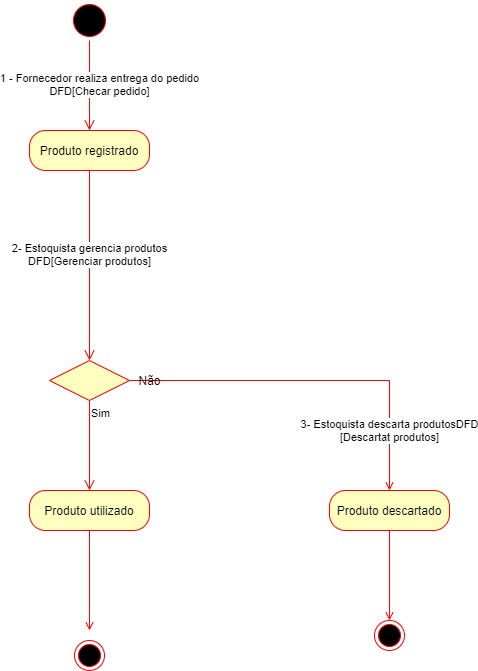 1 - Fornecedor realiza entrega do pedido
DFD[Checar pedido]
Produto registrado
2- Estoquista gerencia produtos
DFD[Gerenciar produtos]
Não
Sim
3- Estoquista descarta produtosDFD
[Descartat produtos]
Produto utilizado
Produto descartado